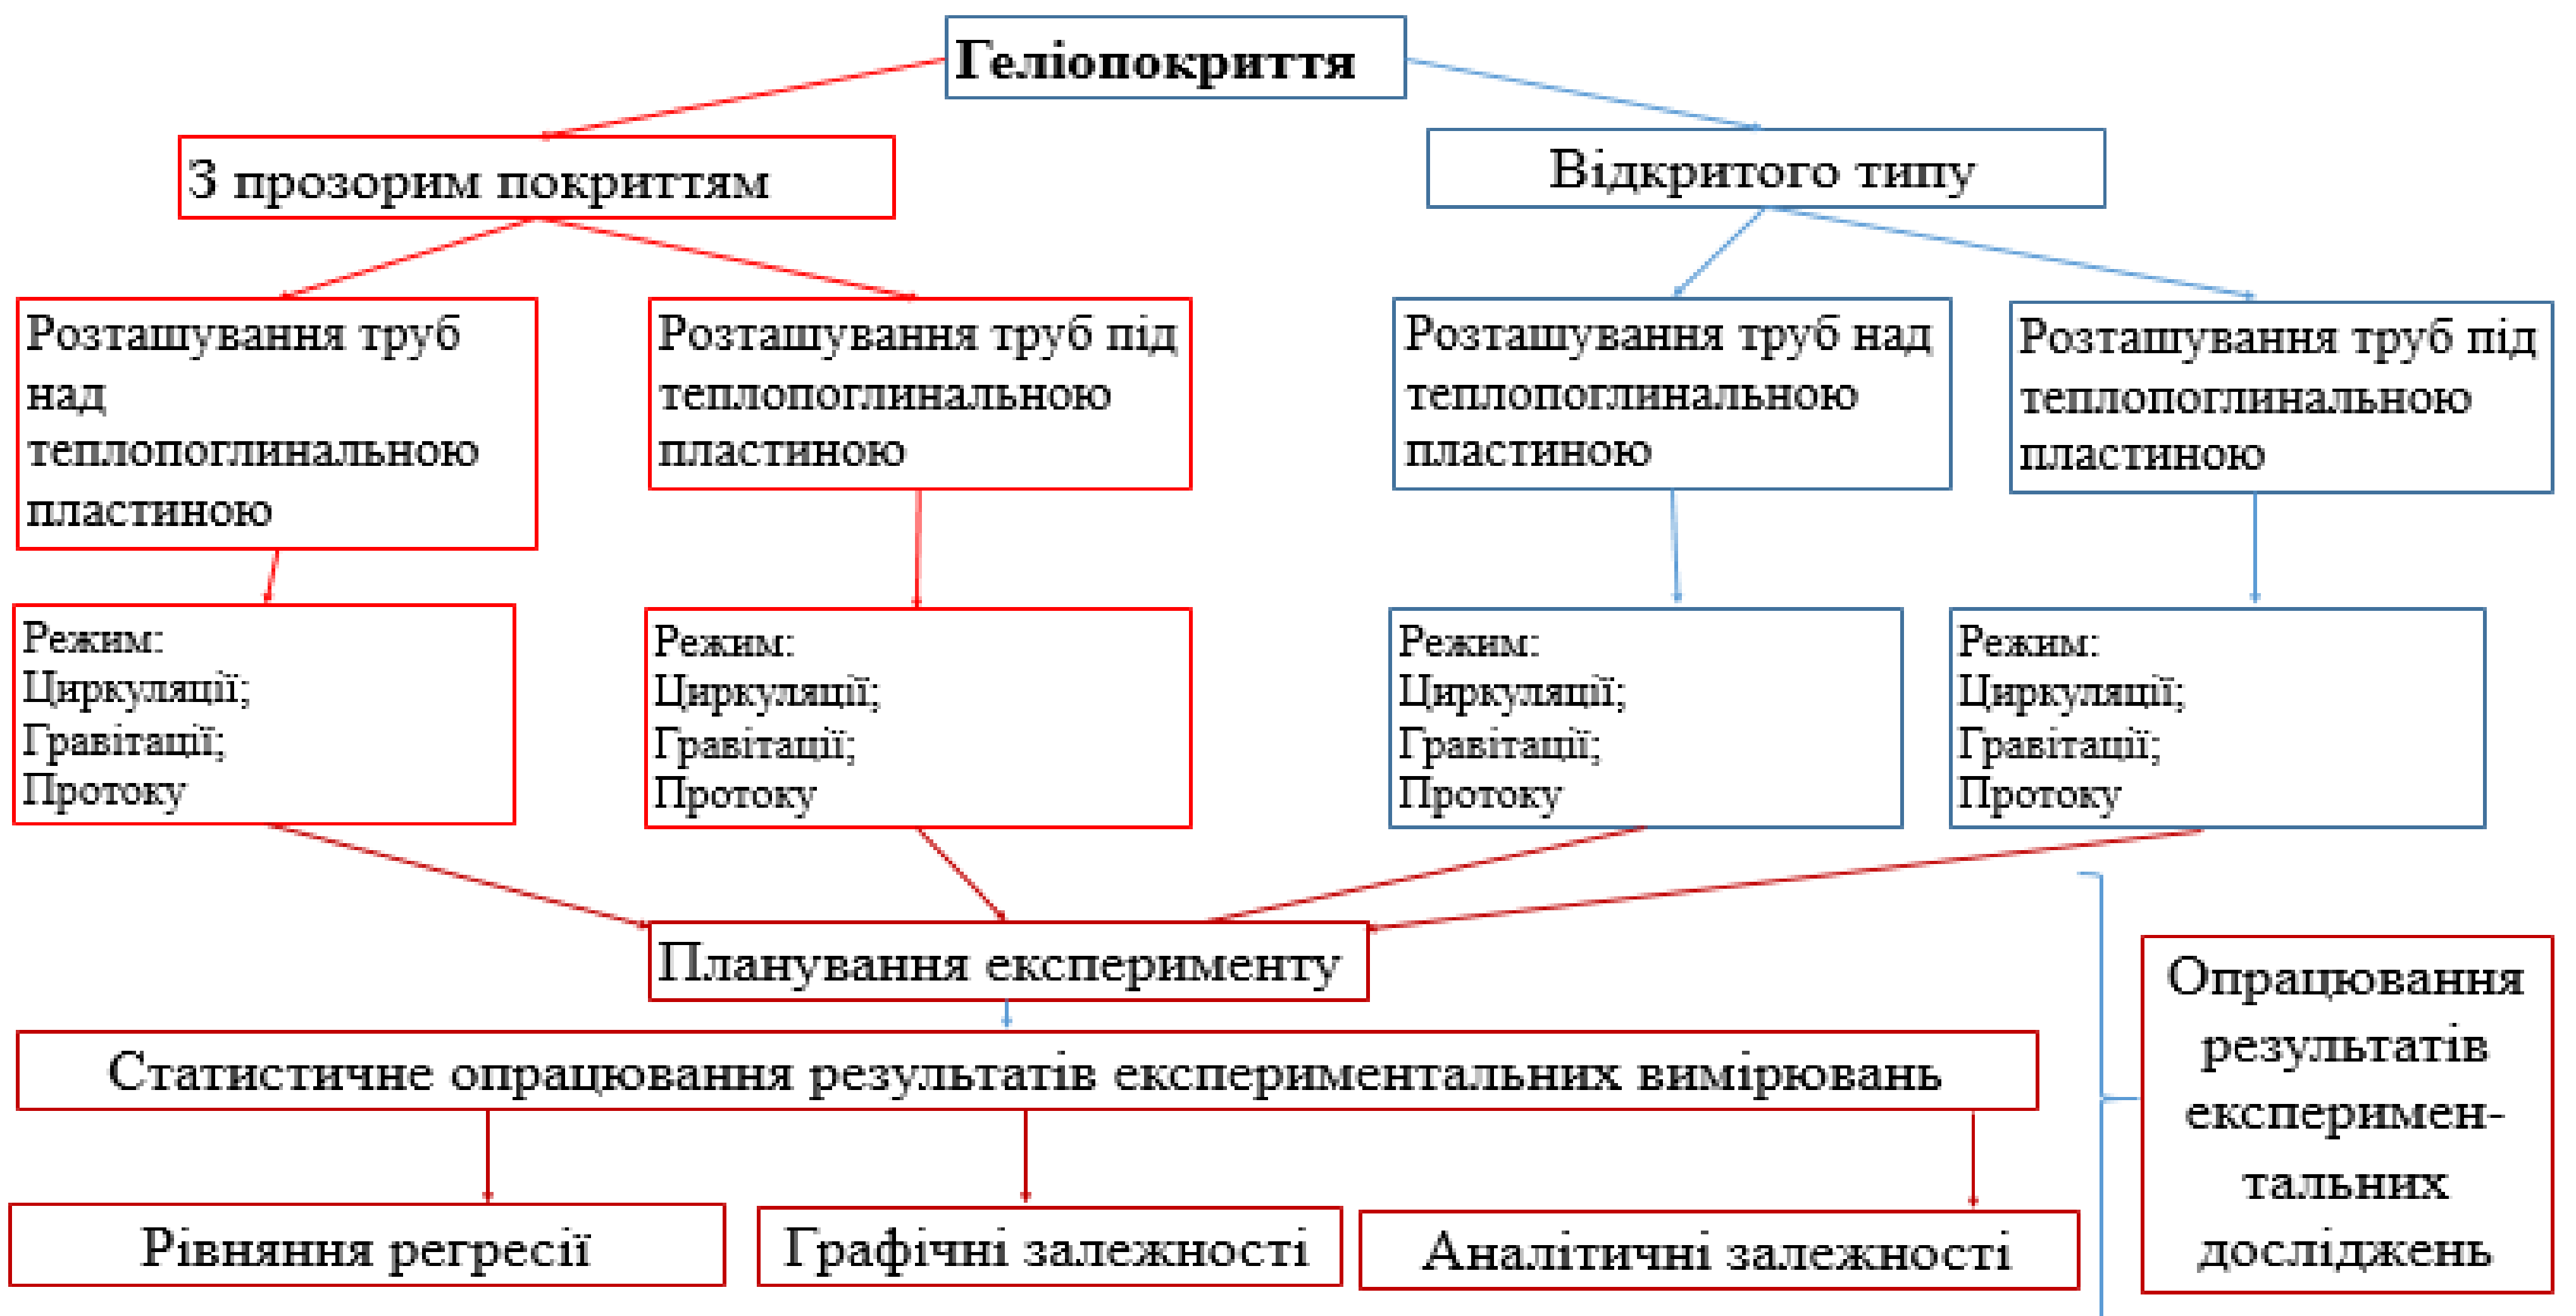 Геліопокриття
З прозорим покриттям
Відкритого типу
Розташування труб
над
теплопоглинальною
пластиною
Розташування труб під
теплопоглинальною
пластиною
Розташування труб над
теплопоглинальною
пластиною
Розташування труб під
теплопоглинальною
пластиною
Режим:
Циркуляції;
Гравітації;
Протоку
Режим:
Циркуляції;
Гравітації;
Протоку
Режим:
Циркуляції;
Гравітації;
Протоку
Режим:
Циркуляції;
Гравітації;
Протоку
Планування експерименту
Статистичне опрацювання результатів експериментальних вимірювань
Рівняння регресії
Графічні залежності
Аналітичні залежності
Опрацювання
результатів
експеримен-
тальних
досліджень